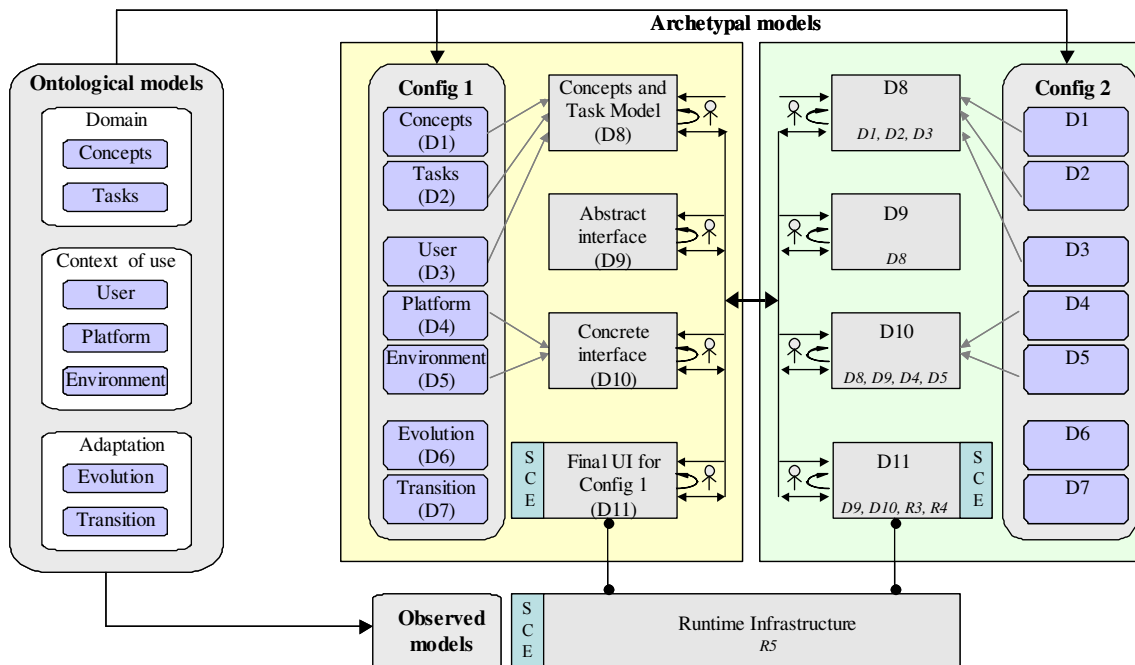 Archetypal models
Ontological models
Domain
Concepts
Tasks
Context of use
User
Platform
Environment
Adaptation
Evolution
Transition
Config 1
Concepts
(D1)
Tasks
(D2)
User
(D3)
Platform
(D4)
Environment
(D5)
Evolution
(D6)
Transition
(D7)
Concepts and
Task Model
(D8)
Abstract
interface
(D9)
Concrete
interface
(D10)
S
C
E
Final UI for
Config 1
(D11)
D8
D1, D2, D3
D9
D8
D10
D8, D9, D4, D5
D11
D9, D10, R3, R4
S
C
E
Config 2
D1
D2
D3
D4
D5
D6
D7
Observed
models
S
C
E
Runtime Infrastructure
R5